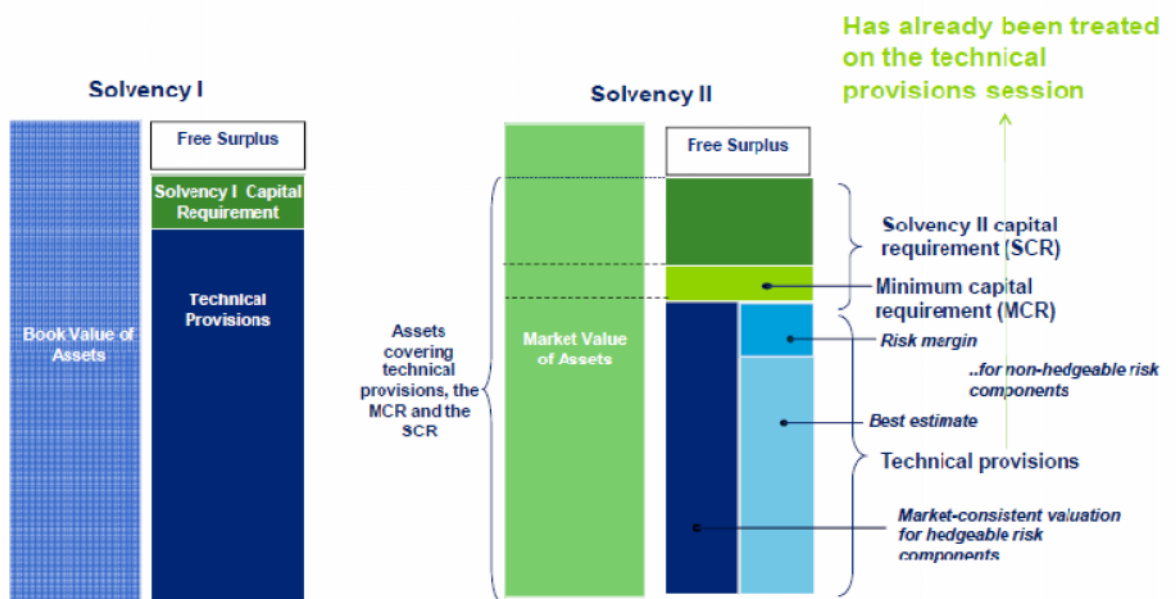 Has already been treated
on the technical
provisions session
Solvency I
Solvency II
Free Surplus
Solvency I Capital
Requirement
Technical
Provisions
Book Value of
Assets
Free Surplus
Market Value
of Assets
Assets
covering
technical
provisions, the
MCR and the
SCR
Solvency II capital
requirement (SCR)
Minimum capital
requirement (MCR)
Risk margin
..for non-hedgeable risk
components
Best estimate
Technical provisions
Market-consistent valuation
for hedgeable risk
components